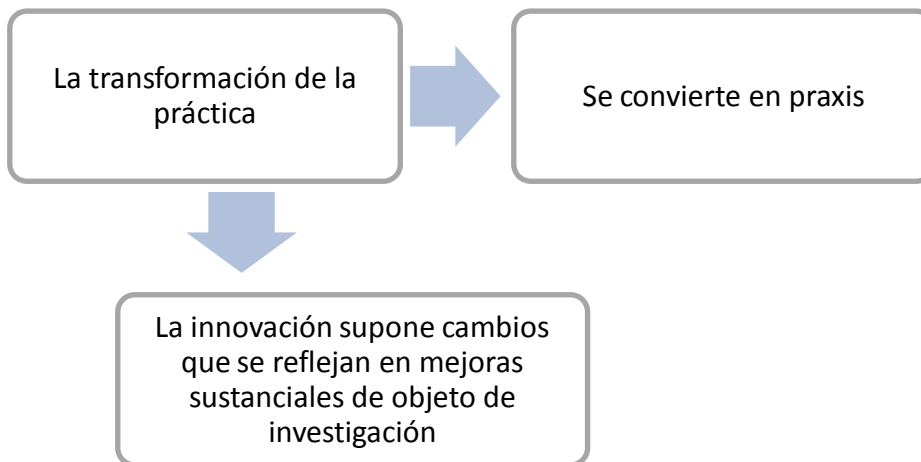 La transformación de la
práctica
Se convierte en praxis
La innovación supone cambios
que se reflejan en mejoras
sustanciales de objeto de
investigación